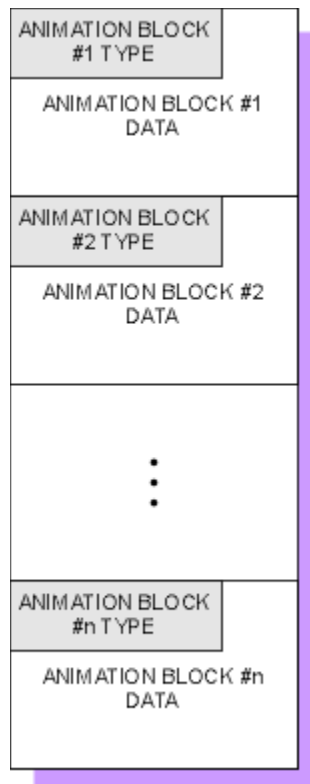 ANIMATION BLOCK
#1 TYPE
ANIMATION BLOCK #1
DATA
ANIMATION BLOCK
#2 TYPE
ANIMATION BLOCK #2
DATA
ANIMATION BLOCK
#n TYPE
ANIMATION BLOCK #n
DATA